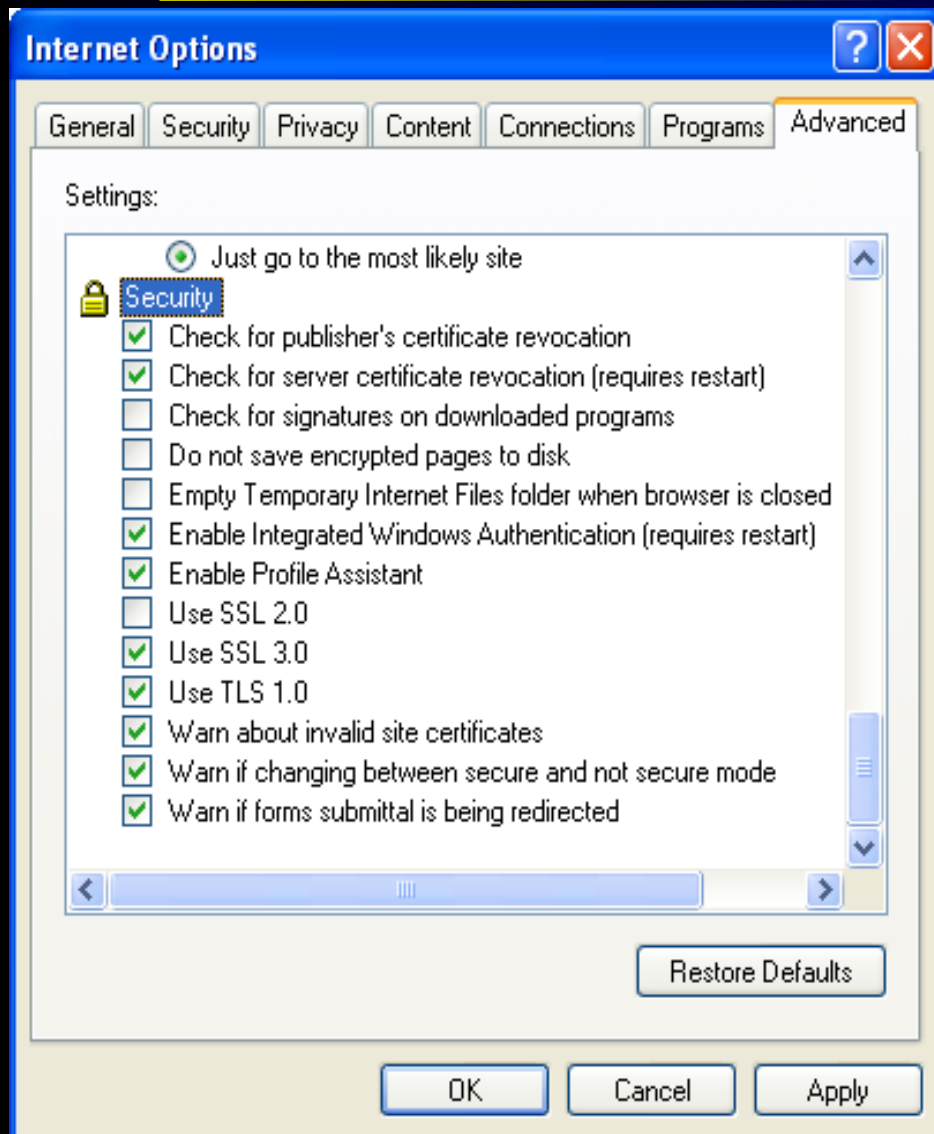 Internet Options
General Security Privacy Content Connections Programs Advanced
Settings:
Just go to the most likely site
Security
Check for publisher's certificate revocation
Check for server certificate revocation (requires restart)
Check for signatures on downloaded programs
Do not save encrypted pages to disk
Empty Temporary Internet Files folder when browser is closed
Enable Integrated Windows Authentication (requires restart)
Enable Profile Assistant
Use SSL 2.0
Use SSL 3.0
Use TLS 1.0
Warn about invalid site certificates
Warn if changing between secure and not secure mode
Warn if forms submittal is being redirected
Restore Defaults
OK Cancel Apply